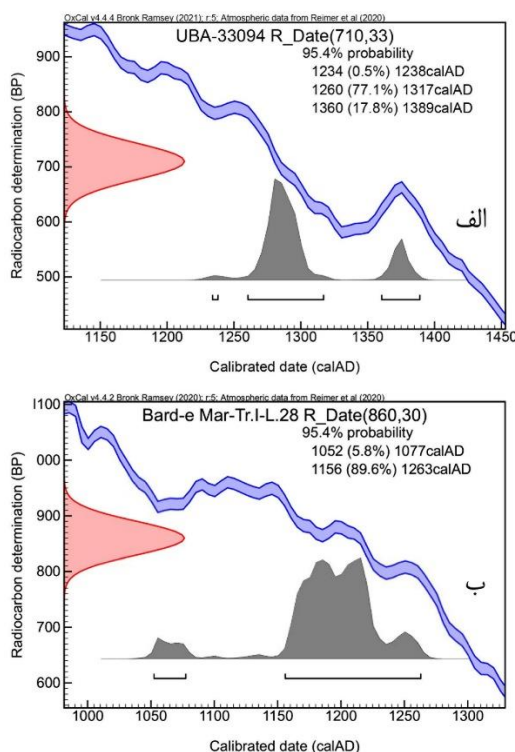 OxCal v4.4.4 Bronk Ramsey (2021); r:5; Atmospheric data from Reimer et al (2020)
UBA-33094 R_Date(710,33)
95.4% probability
1234 (0.5%) 1238calAD
1260 (77.1%) 1317calAD
1360 (17.8%) 1389calAD
Radiocarbon determination (BP)
900
800
700
600
500
الف
1150 1200 1250 1300 1350 1400 1450
Calibrated date (calAD)
OxCal v4.4.2 Bronk Ramsey (2020); r:5; Atmospheric data from Reimer et al (2020)
Bard-e Mar-Tr.I-L.28 R_Date(860,30)
95.4% probability
1052 (5.8%) 1077calAD
1156 (89.6%) 1263calAD
Radiocarbon determination (BP)
1100
000
900
800
700
600
ب
1000 1050 1100 1150 1200 1250 1300
Calibrated date (calAD)